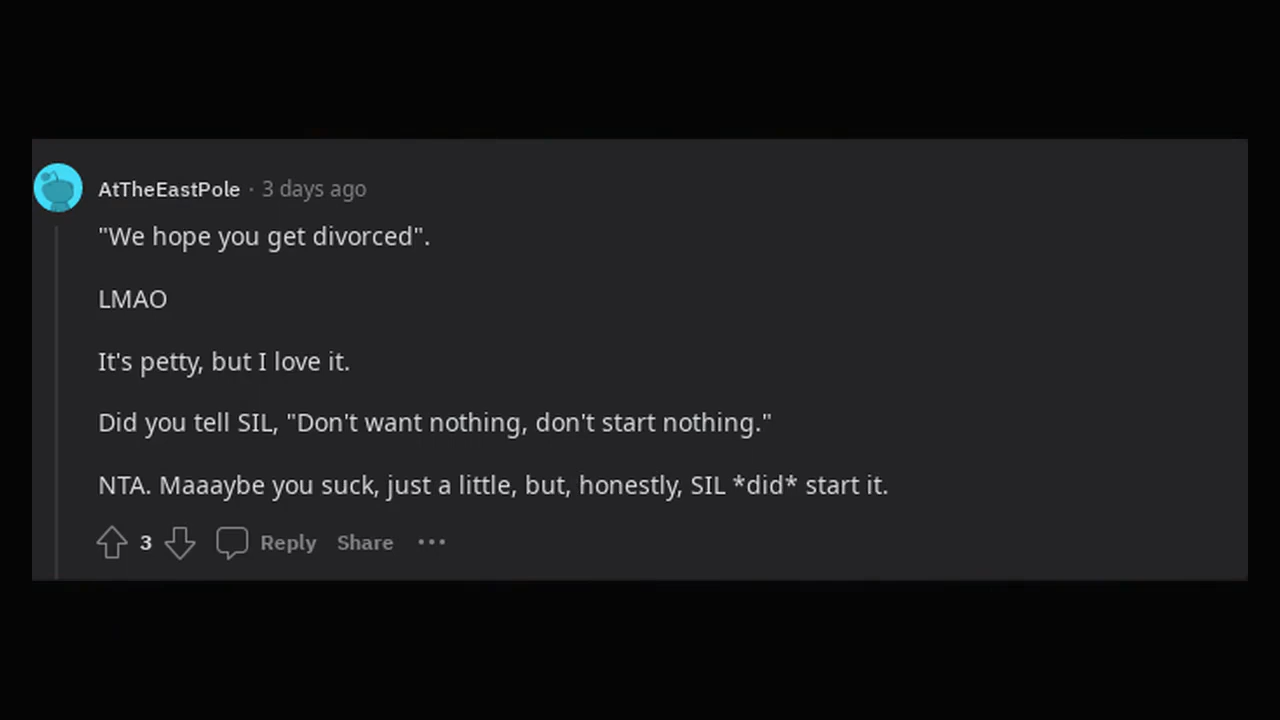 AtTheEastPole · 3 days ago
"We hope you get divorced".
LMAO
It's petty, but I love it.
Did you tell SIL, "Don't want nothing, don't start nothing."
NTA. Maaaybe you suck, just a little, but, honestly, SIL *did* start it.
3 Reply Share ···